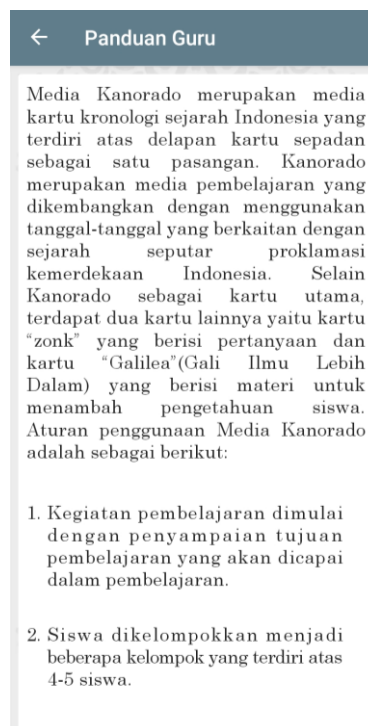 Panduan Guru
Media Kanorado merupakan media
kartu kronologi sejarah Indonesia yang
terdiri atas delapan kartu sepadan
sebagai satu pasangan. Kanorado
merupakan media pembelajaran yang
dikembangkan dengan menggunakan
tanggal-tanggal yang berkaitan dengan
sejarah seputar proklamasi
kemerdekaan Indonesia. Selain
Kanorado sebagai kartu utama,
terdapat dua kartu lainnya yaitu kartu
“zonk” yang berisi pertanyaan dan
kartu “Galilea”(Gali Ilmu Lebih
Dalam) yang berisi materi untuk
menambah pengetahuan siswa.
Aturan penggunaan Media Kanorado
adalah sebagai berikut:
1. Kegiatan pembelajaran dimulai
dengan penyampaian tujuan
pembelajaran yang akan dicapai
dalam pembelajaran.
2. Siswa dikelompokkan menjadi
beberapa kelompok yang terdiri atas
4-5 siswa.